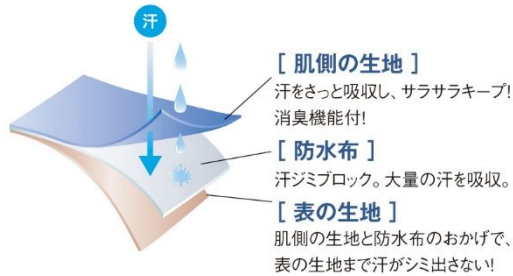 汗
[ 肌側の生地 ]
汗をさっと吸収し、サラサラキープ!
消臭機能付!
[ 防水布 ]
汗ジミブロック。大量の汗を吸収。
[ 表の生地 ]
肌側の生地と防水布のおかげで、
表の生地まで汗がシミ出さない!